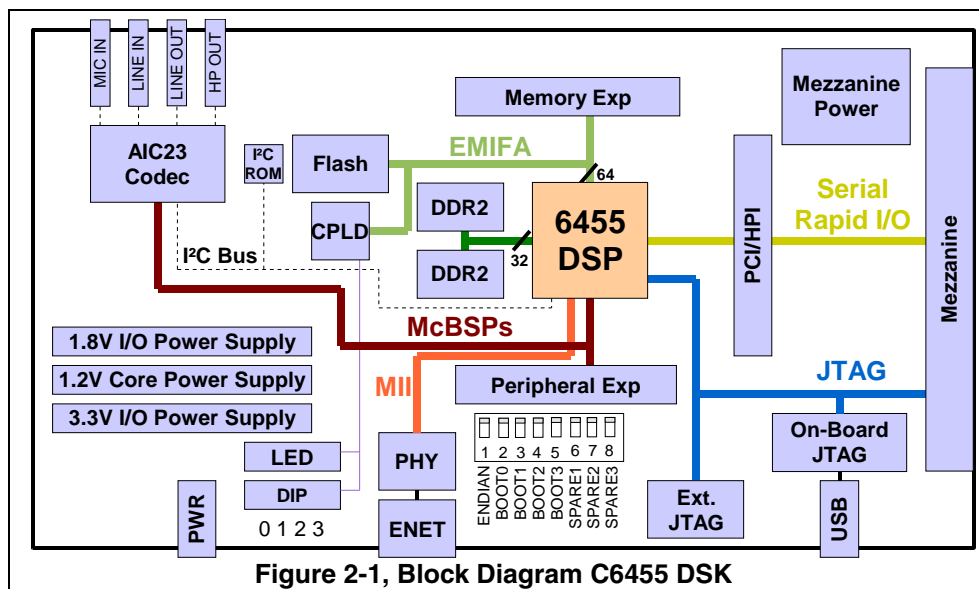 MIC IN
LINE IN
LINE OUT
HP OUT
Memory Exp
Mezzanine
Power
AIC23
Codec
I²C
ROM
Flash
EMIFA
64
DDR2
6455
DSP
Serial
Rapid I/O
PCI/HPI
Mezzanine
CPLD
32
DDR2
I²C Bus
McBSPs
1.8V I/O Power Supply
1.2V Core Power Supply
3.3V I/O Power Supply
MII
Peripheral Exp
JTAG
On-Board
JTAG
1 2 3 4 5 6 7 8
ENDIAN
BOOT0
BOOT1
BOOT2
BOOT3
SPARE1
SPARE2
SPARE3
LED
PHY
DIP
0 1 2 3
PWR
ENET
Ext.
JTAG
USB
Figure 2-1, Block Diagram C6455 DSK